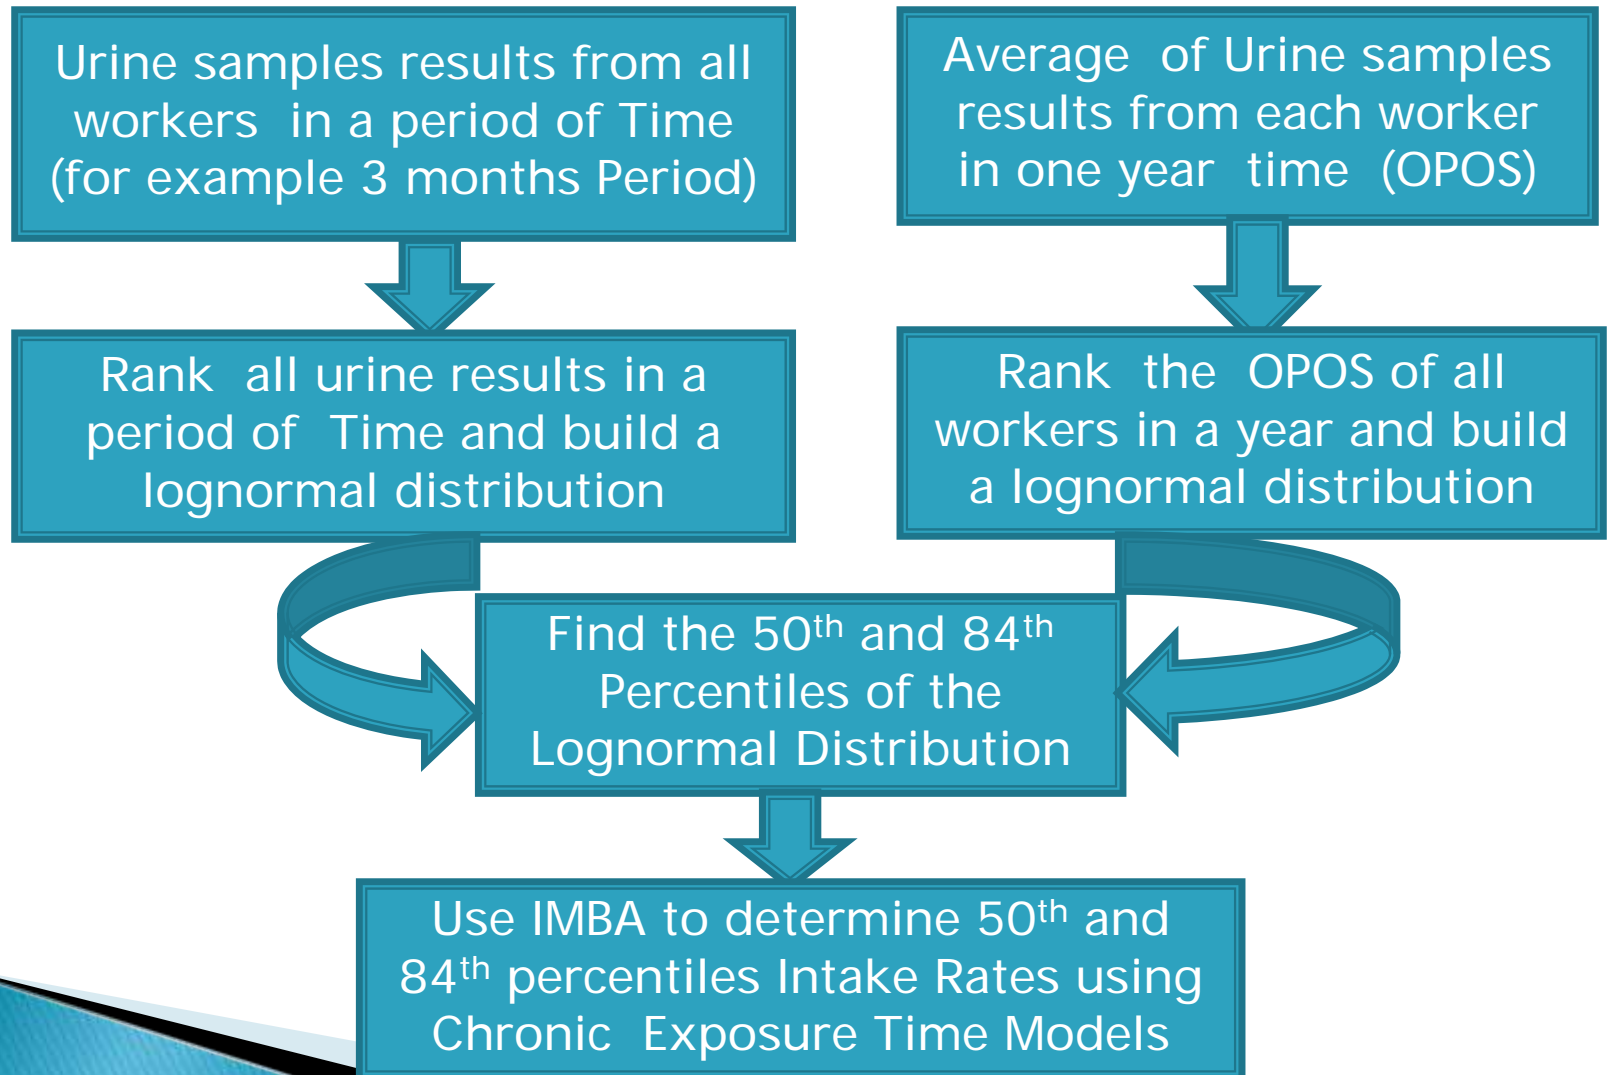 Urine samples results from all
workers in a period of Time
(for example 3 months Period)
Average of Urine samples
results from each worker
in one year time (OPOS)
Rank all urine results in a
period of Time and build a
lognormal distribution
Rank the OPOS of all
workers in a year and build
a lognormal distribution
Find the 50th and 84th
Percentiles of the
Lognormal Distribution
Use IMBA to determine 50th and
84th percentiles Intake Rates using
Chronic Exposure Time Models